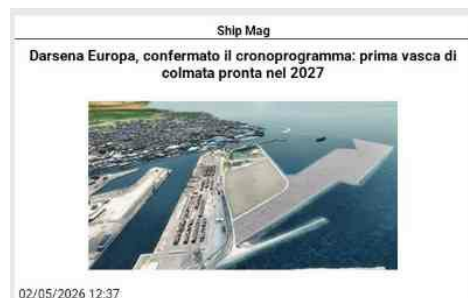 Ship Mag
Darsena Europa, confermato il cronoprogramma: prima vasca di
colmata pronta nel 2027
02/05/2026 12:37